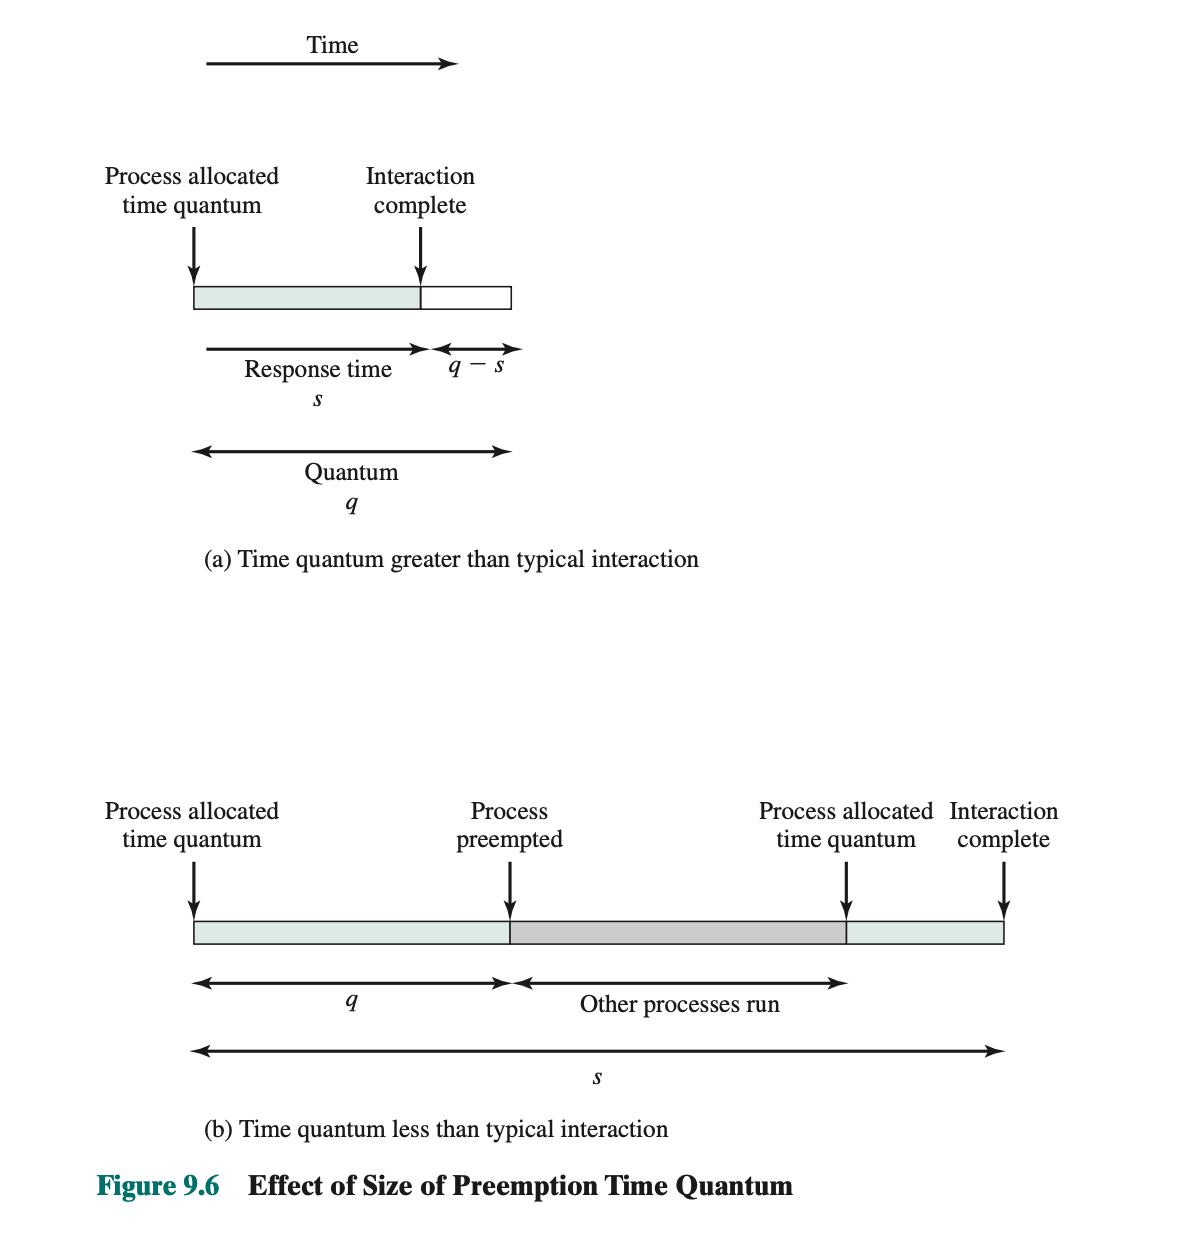 Time
Process allocated
time quantum
Interaction
complete
Response time
s
q − s
Quantum
q
(a) Time quantum greater than typical interaction
Process allocated
time quantum
Process
preempted
Process allocated
time quantum
Interaction
complete
q
Other processes run
s
(b) Time quantum less than typical interaction
Figure 9.6 Effect of Size of Preemption Time Quantum